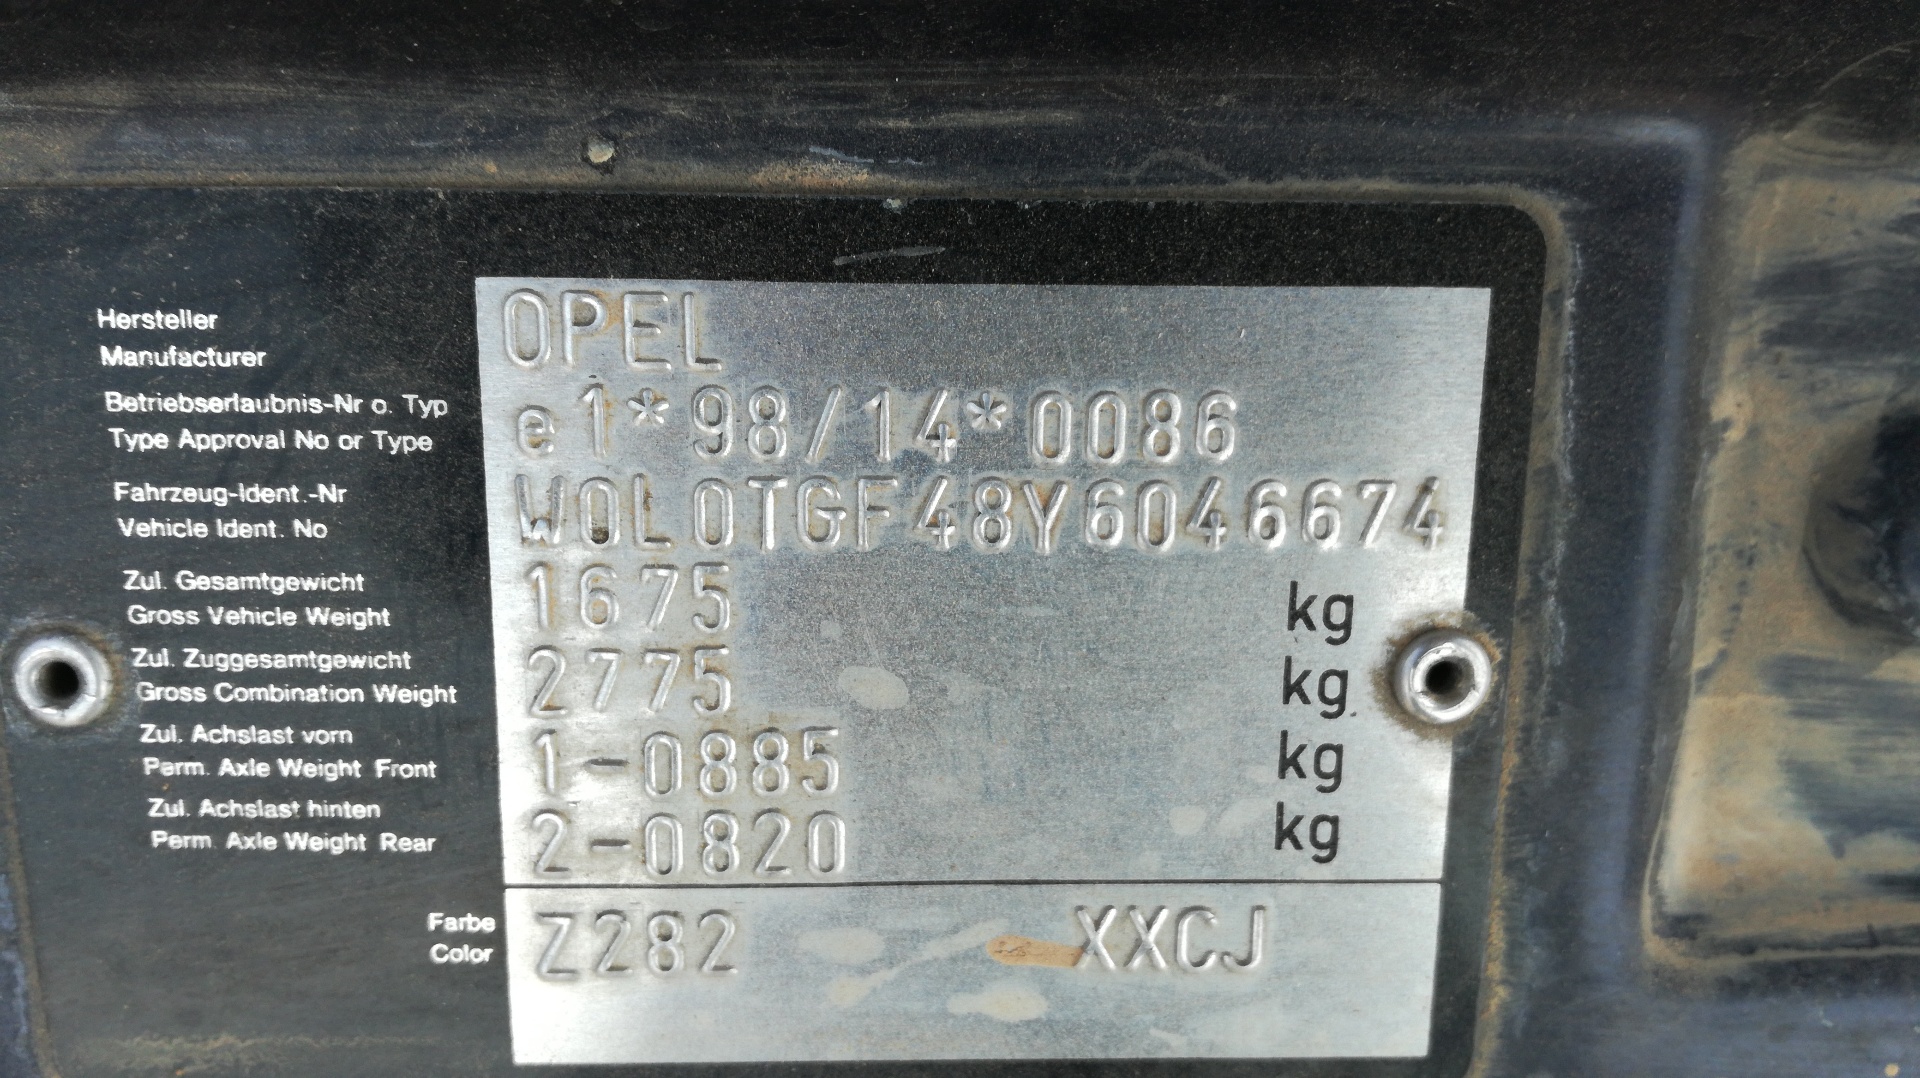 Hersteller
Manufacturer
OPEL
Betriebserlaubnis-Nr o. Typ
Type Approval No or Type
e1*98/14*0086
Fahrzeug-Ident.-Nr
Vehicle Ident. No
W0L0TGF48Y6046674
Zul. Gesamtgewicht
Gross Vehicle Weight
1675 kg
Zul. Zuggesamtgewicht
Gross Combination Weight
2775 kg
Zul. Achslast vorn
Perm. Axle Weight Front
1-0885 kg
Zul. Achslast hinten
Perm. Axle Weight Rear
2-0820 kg
Farbe
Color
Z282 XXCJ